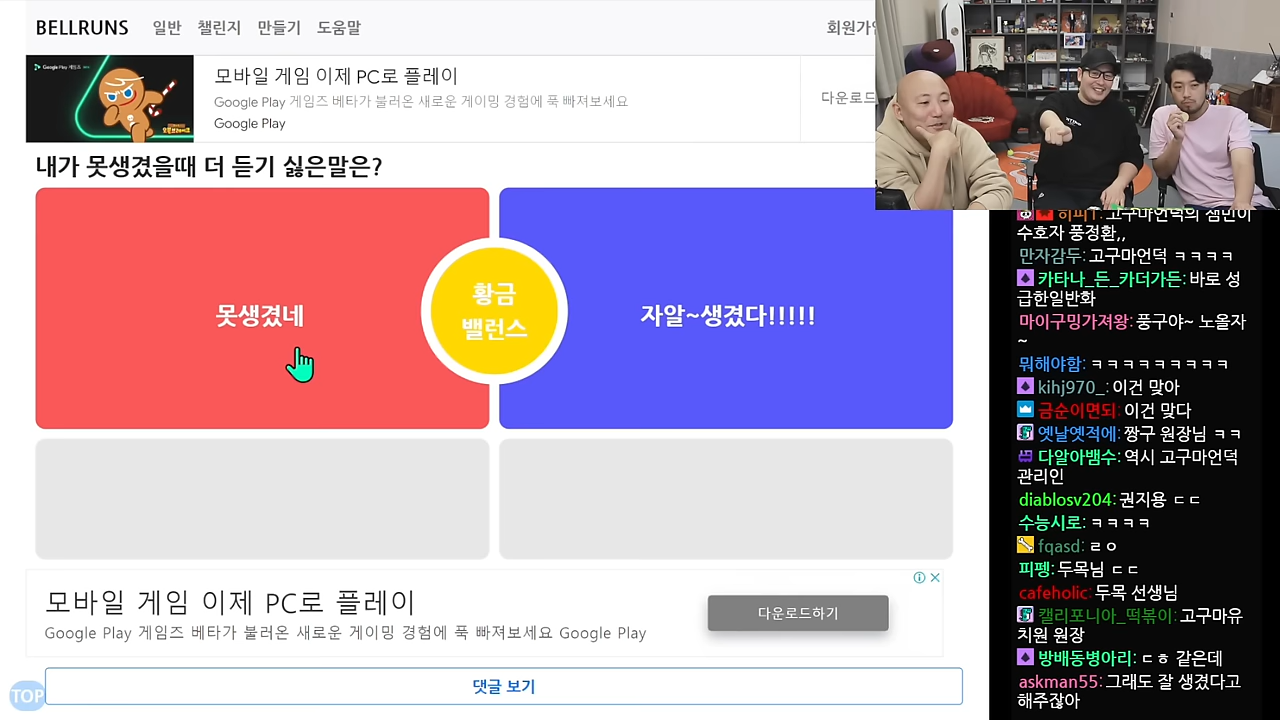 BELLRUNS 일반 챌린지 만들기 도움말 회원가입
모바일 게임 이제 PC로 플레이
Google Play 게임즈 베타가 불러온 새로운 게이밍 경험에 푹 빠져보세요
Google Play
다운로드
내가 못생겼을때 더 듣기 싫은말은?
못생겼네
황금
밸런스
자알~생겼다!!!!!
모바일 게임 이제 PC로 플레이
Google Play 게임즈 베타가 불러온 새로운 게이밍 경험에 푹 빠져보세요 Google Play
다운로드하기
댓글 보기
TOP
히피T: 고구마언덕의 챔민이
수호자 풍정환,,
만자감두: 고구마언덕 ㅋㅋㅋㅋ
카타나_든_카더가든: 바로 성
급한일반화
마이구밍가져왕: 풍구야~ 노올자
~
뭐해야함: ㅋㅋㅋㅋㅋㅋㅋㅋㅋ
kihj970_: 이건 맞아
금순이면되: 이건 맞다
옛날옛적에: 짱구 원장님 ㅋㅋ
다알아뱀수: 역시 고구마언덕
관리인
diablosv204: 권지용 ㄷㄷ
수능시로: ㅋㅋㅋㅋ
fqasd: ㄹㅇ
피펭: 두목님 ㄷㄷ
cafeholic: 두목 선생님
캘리포니아_떡볶이: 고구마유
치원 원장
방배동병아리: ㄷㅎ 같은데
askman55: 그래도 잘 생겼다고
해주잖아